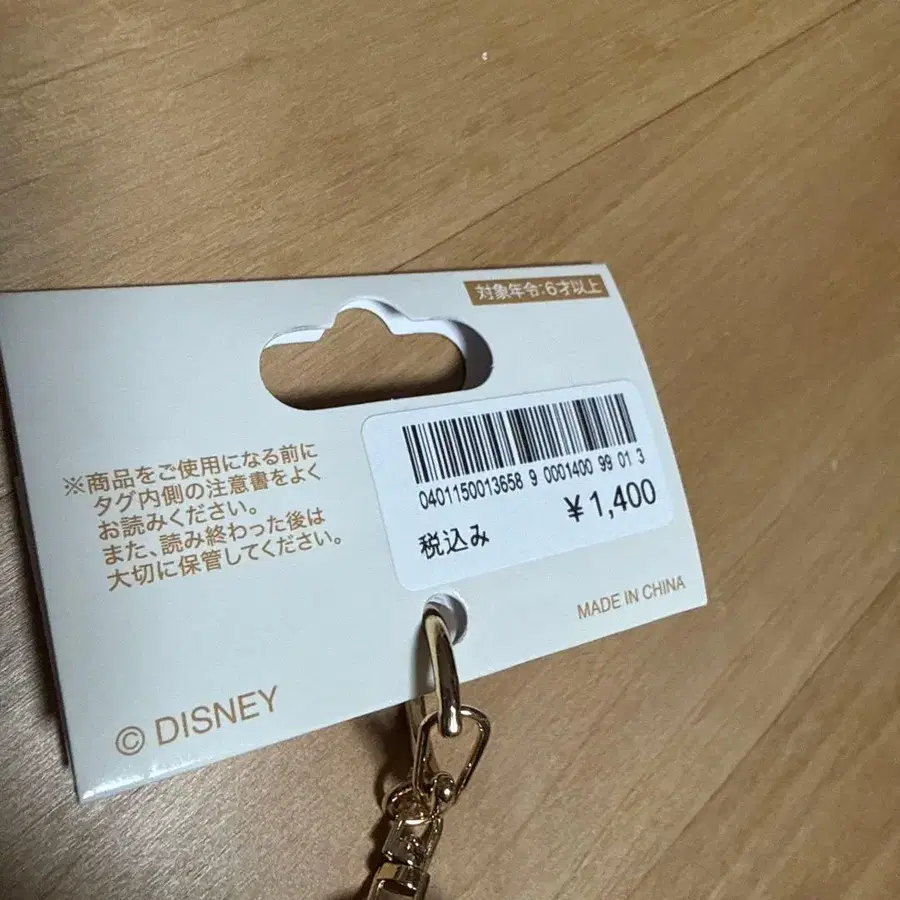 対象年令:6才以上
※商品をご使用になる前に
タグ内側の注意書をよく
お読みください。
また、読み終わった後は
大切に保管してください。
0401150013658 9 0001400 99 01 3
¥1,400
税込み
MADE IN CHINA
© DISNEY